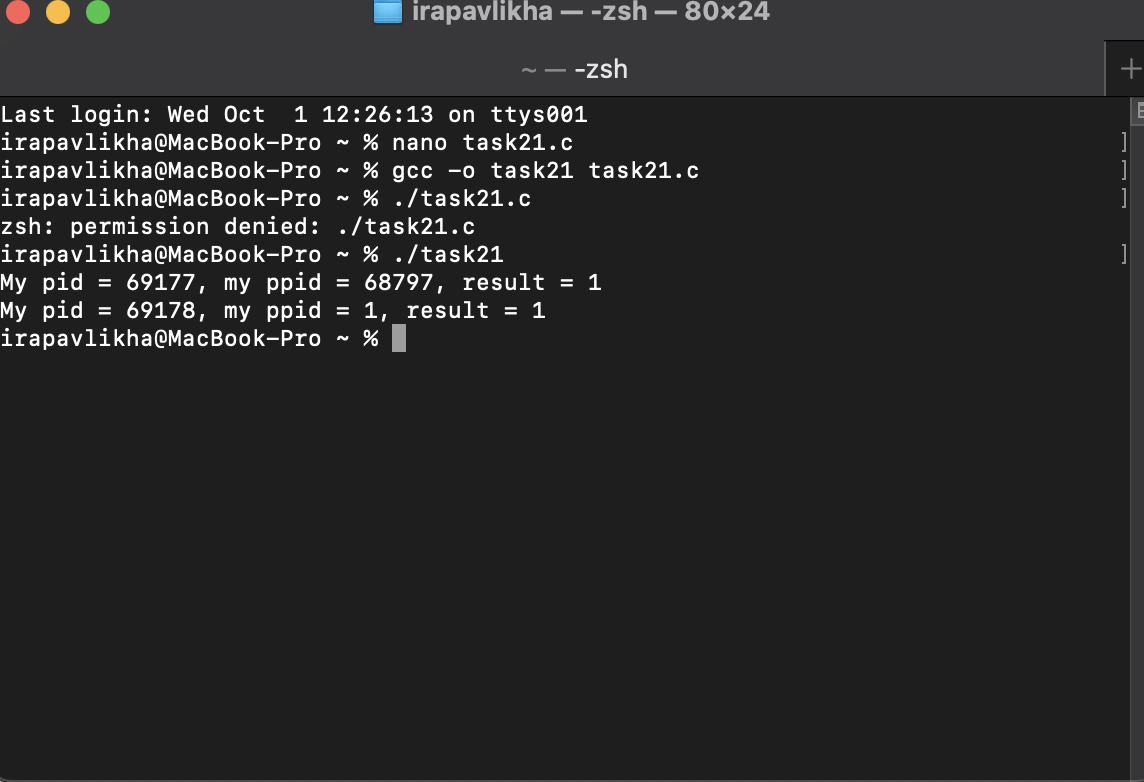 irapavlikha — -zsh — 80×24
~ — -zsh
Last login: Wed Oct  1 12:26:13 on ttys001
irapavlikha@MacBook-Pro ~ % nano task21.c
irapavlikha@MacBook-Pro ~ % gcc -o task21 task21.c
irapavlikha@MacBook-Pro ~ % ./task21.c
zsh: permission denied: ./task21.c
irapavlikha@MacBook-Pro ~ % ./task21
My pid = 69177, my ppid = 68797, result = 1
My pid = 69178, my ppid = 1, result = 1
irapavlikha@MacBook-Pro ~ %